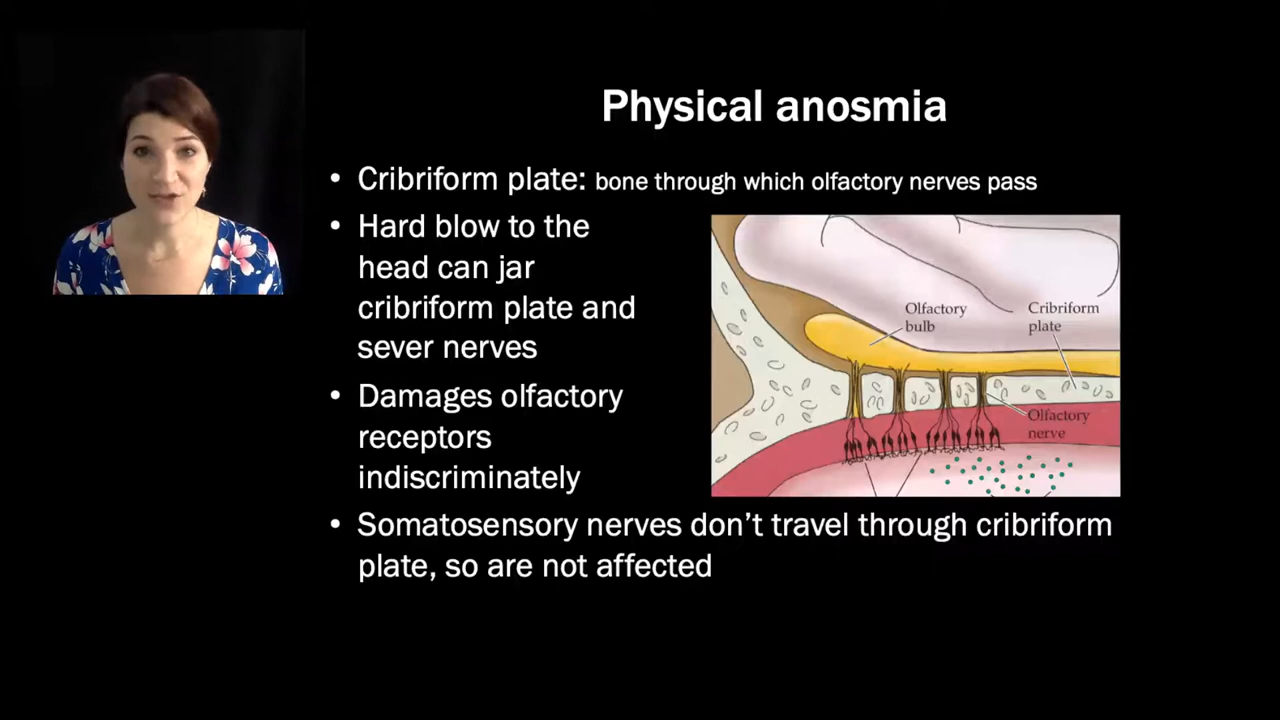 Physical anosmia
• Cribriform plate: bone through which olfactory nerves pass
• Hard blow to the
head can jar
cribriform plate and
sever nerves
• Damages olfactory
receptors
indiscriminately
• Somatosensory nerves don’t travel through cribriform
plate, so are not affected
Olfactory
bulb
Cribriform
plate
Olfactory
nerve